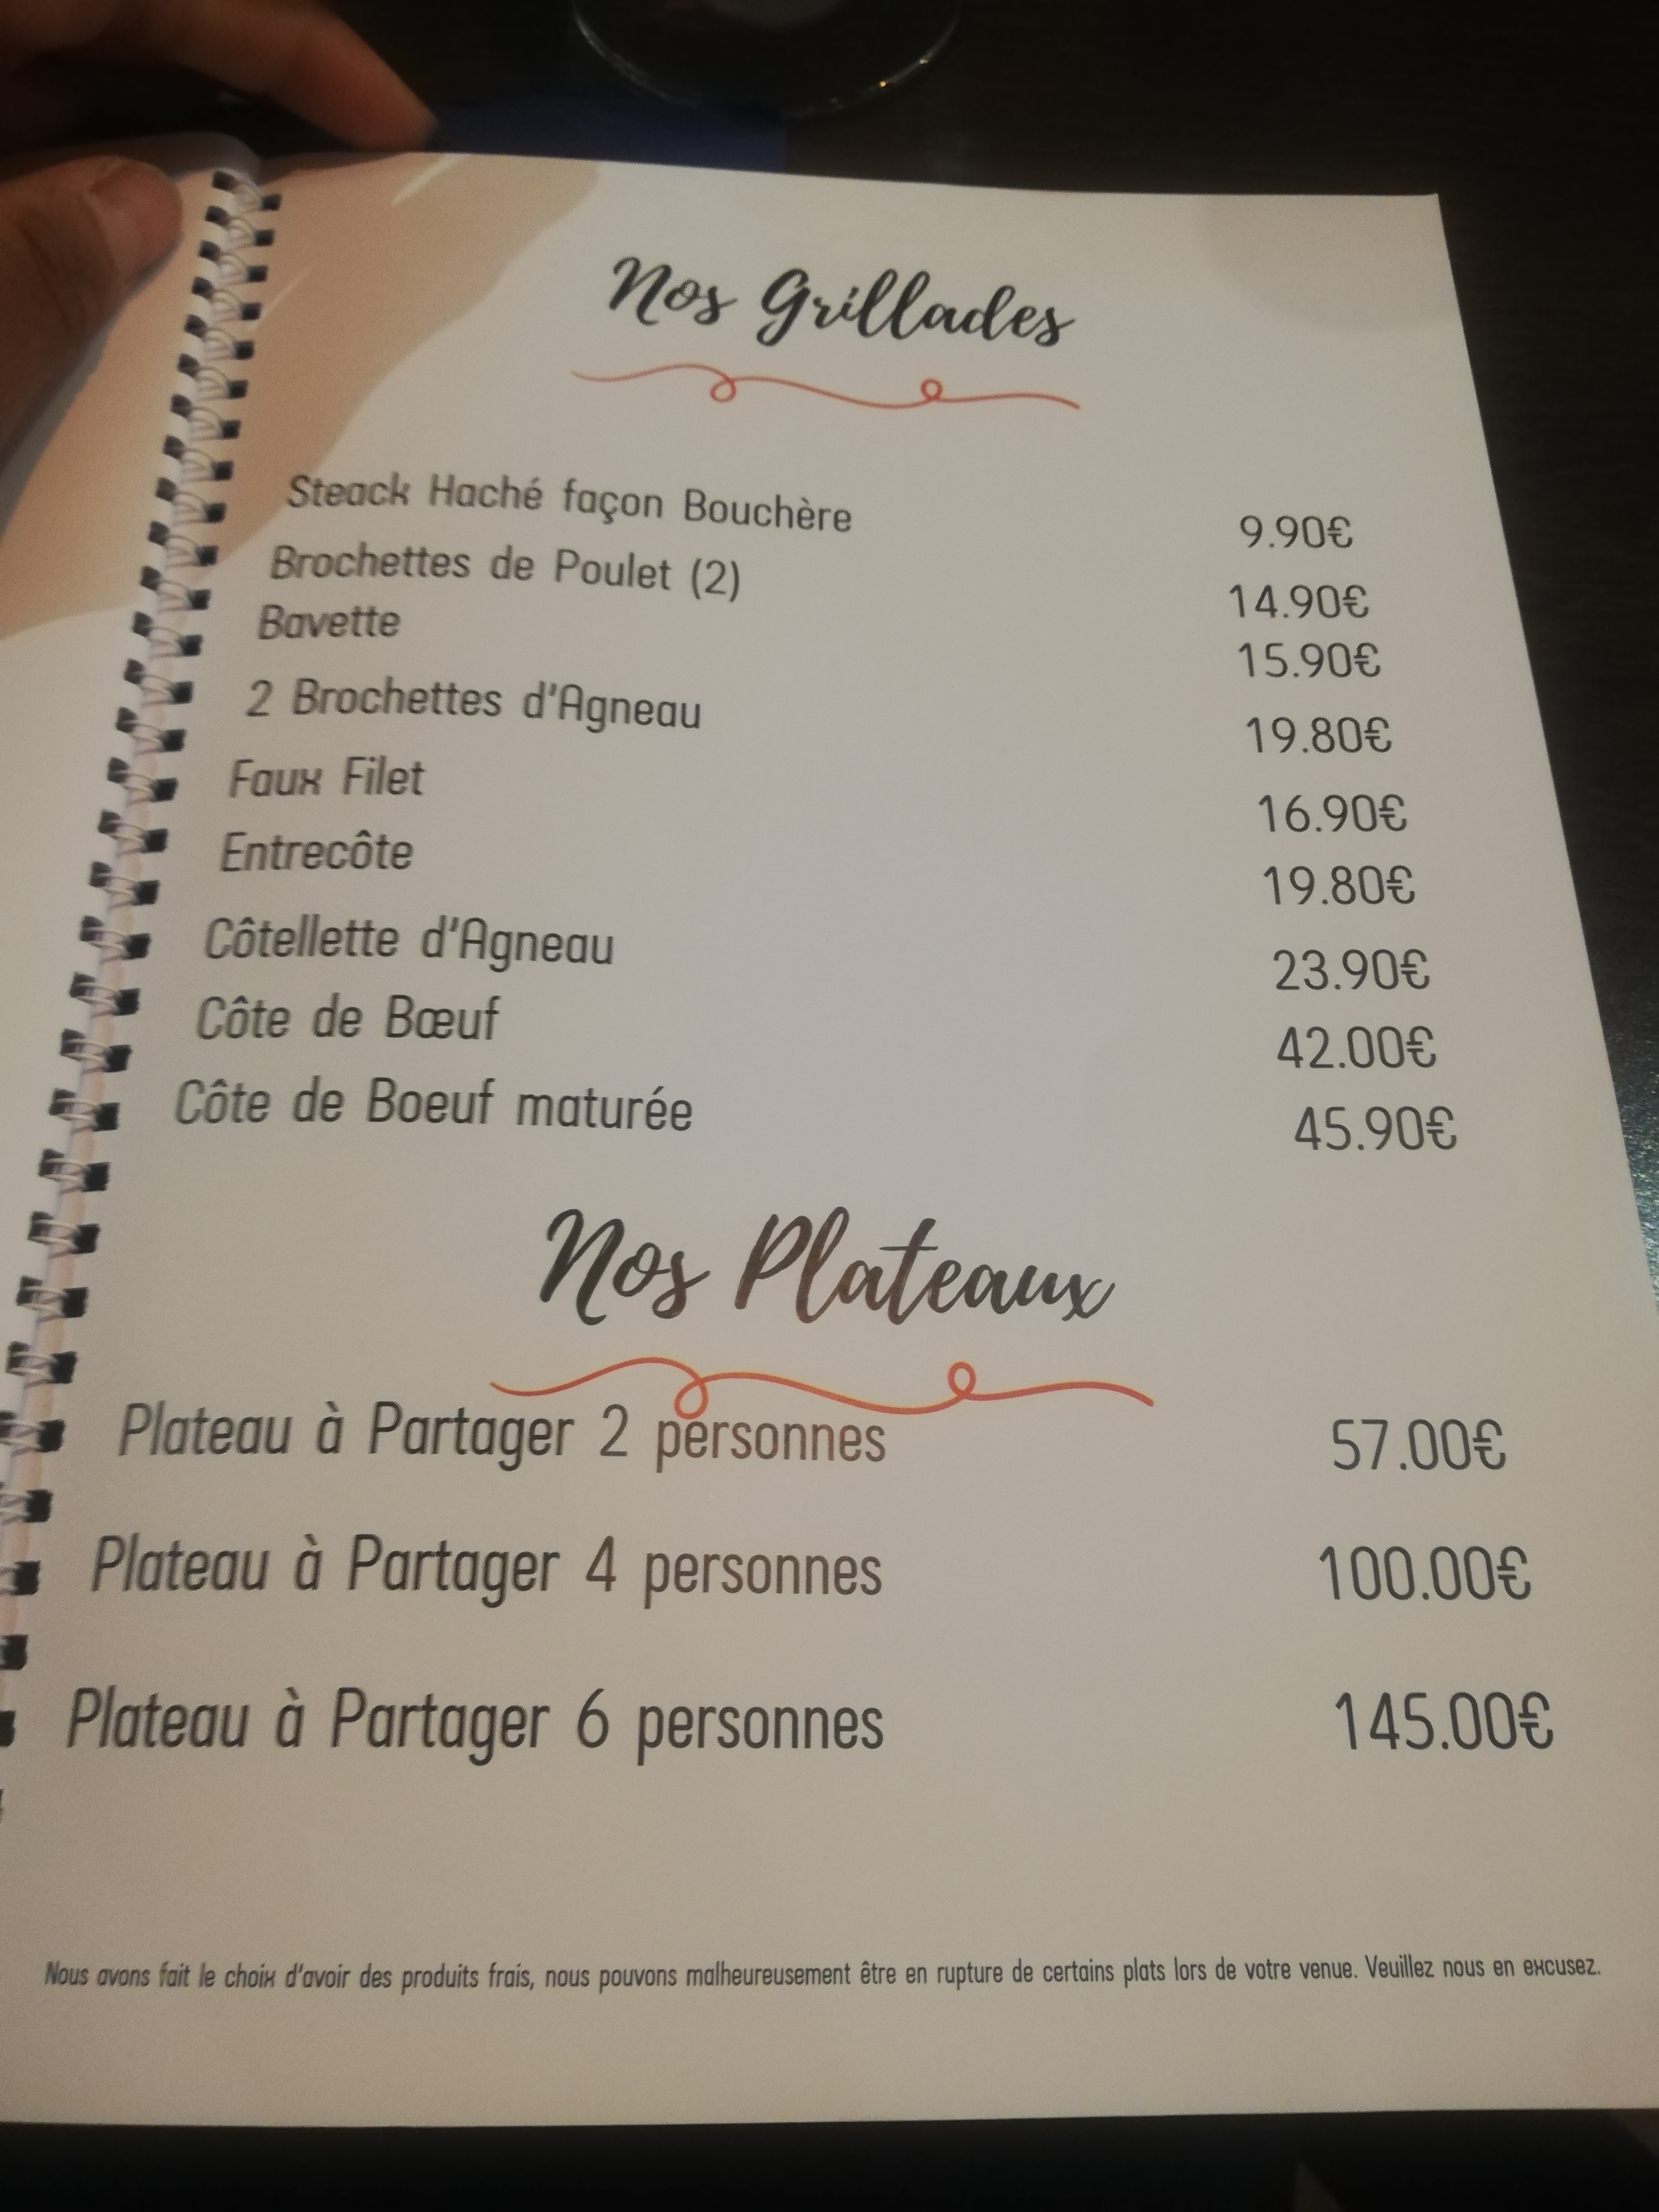 Nos Grillades
Steack Haché façon Bouchère 9.90€
Brochettes de Poulet (2) 14.90€
Bavette 15.90€
2 Brochettes d'Agneau 19.80€
Faux Filet 16.90€
Entrecôte 19.80€
Côtellette d'Agneau 23.90€
Côte de Bœuf 42.00€
Côte de Boeuf maturée 45.90€
Nos Plateaux
Plateau à Partager 2 personnes 57.00€
Plateau à Partager 4 personnes 100.00€
Plateau à Partager 6 personnes 145.00€
Nous avons fait le choix d'avoir des produits frais, nous pouvons malheureusement être en rupture de certains plats lors de votre venue. Veuillez nous en excusez.